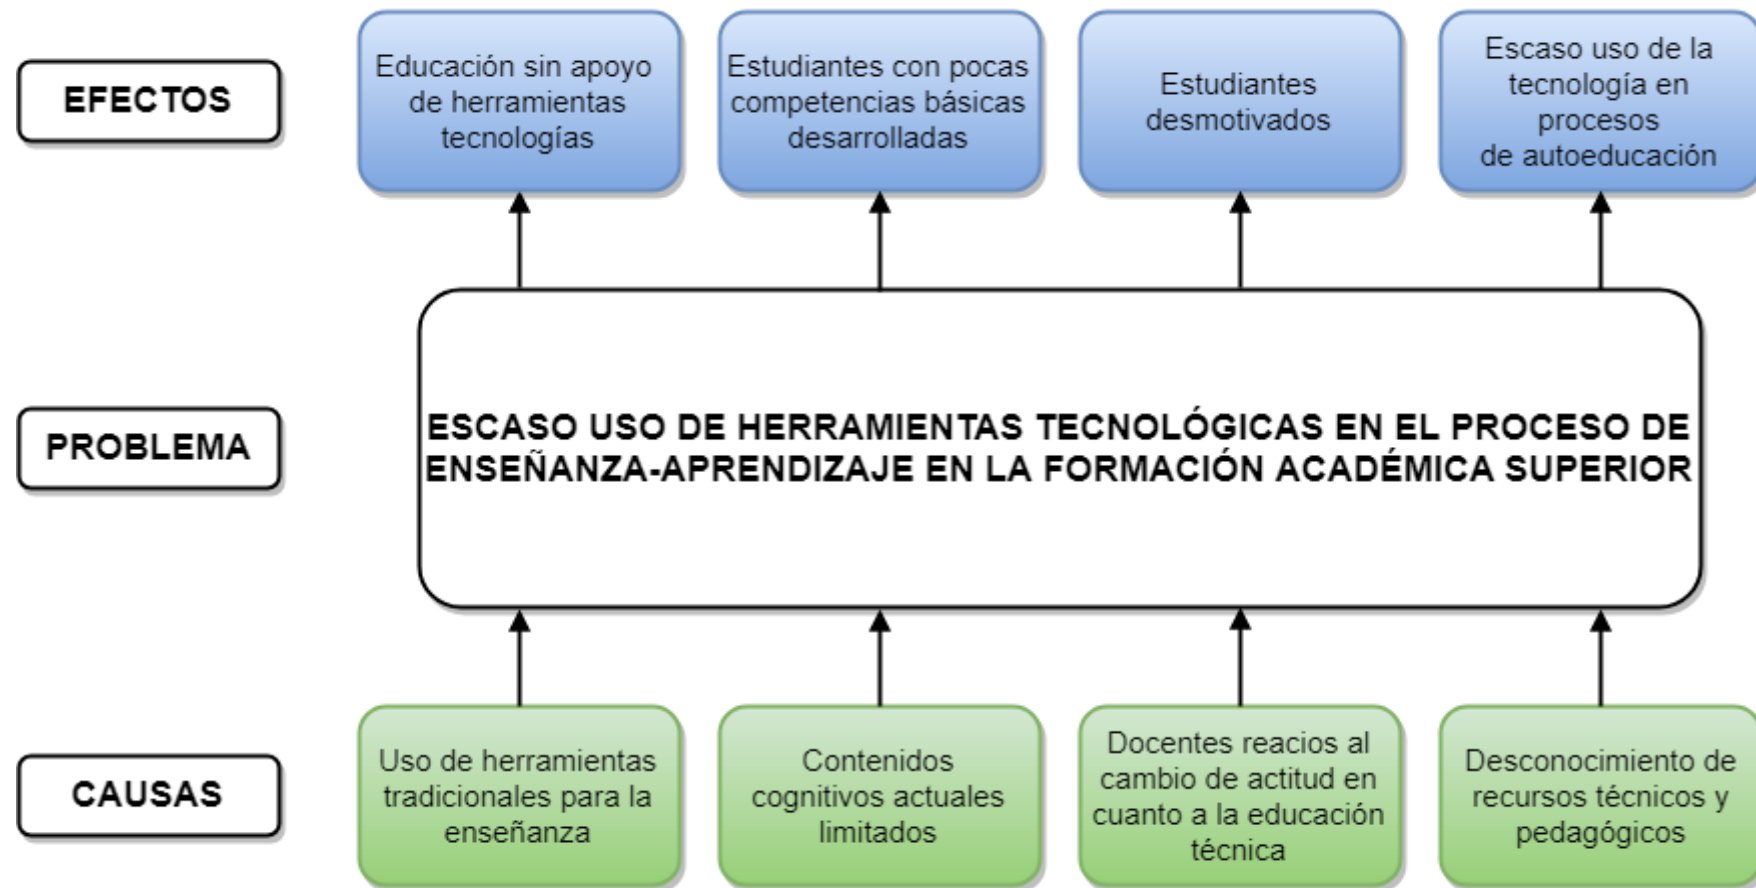 EFECTOS
Educación sin apoyo
de herramientas
tecnologías
Estudiantes con pocas
competencias básicas
desarrolladas
Estudiantes
desmotivados
Escaso uso de la
tecnología en
procesos
de autoeducación
PROBLEMA
ESCASO USO DE HERRAMIENTAS TECNOLÓGICAS EN EL PROCESO DE
ENSEÑANZA-APRENDIZAJE EN LA FORMACIÓN ACADÉMICA SUPERIOR
CAUSAS
Uso de herramientas
tradicionales para la
enseñanza
Contenidos
cognitivos actuales
limitados
Docentes reacios al
cambio de actitud en
cuanto a la educación
técnica
Desconocimiento de
recursos técnicos y
pedagógicos